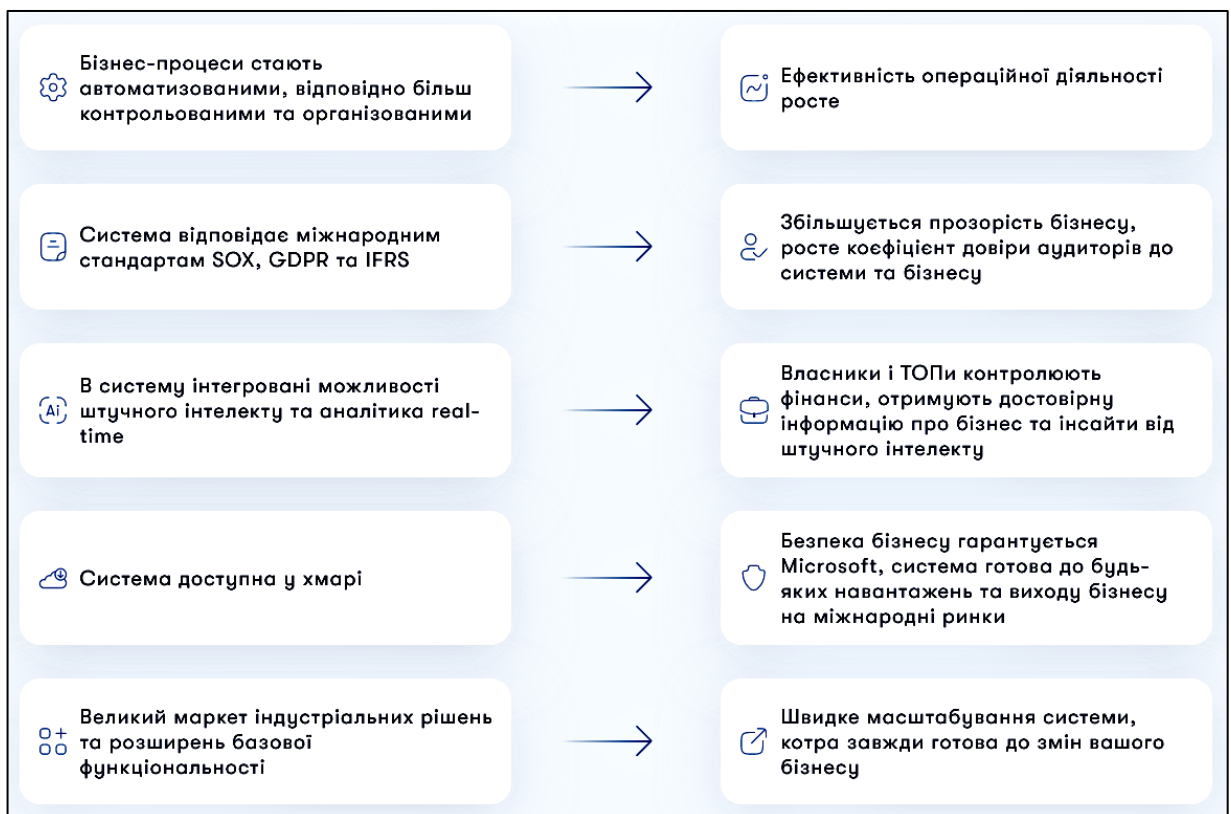 Бізнес-процеси стають
автоматизованими, відповідно більш
контрольованими та організованими
Ефективність операційної діяльності
росте
Система відповідає міжнародним
стандартам SOX, GDPR та IFRS
Збільшується прозорість бізнесу,
росте коефіцієнт довіри аудиторів до
системи та бізнесу
Ai
В систему інтегровані можливості
штучного інтелекту та аналітика real-
time
Власники і ТОПи контролюють
фінанси, отримують достовірну
інформацію про бізнес та інсайти від
штучного інтелекту
Система доступна у хмарі
Безпека бізнесу гарантується
Microsoft, система готова до будь-
яких навантажень та виходу бізнесу
на міжнародні ринки
Великий маркет індустріальних рішень
та розширень базової
функціональності
Швидке масштабування системи,
котра завжди готова до змін вашого
бізнесу